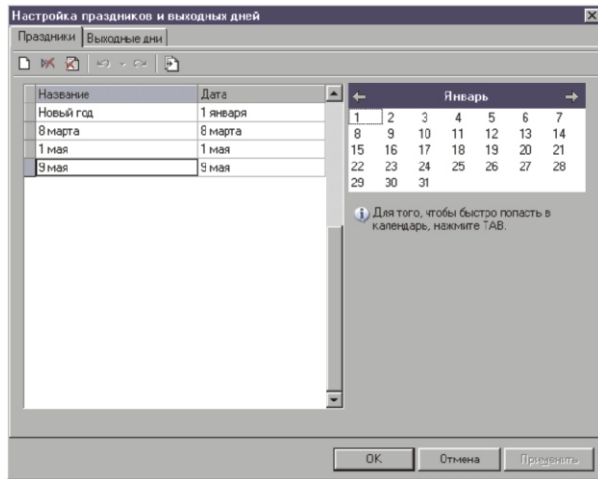 Настройка праздников и выходных дней
Праздники Выходные дни
Название Дата
Новый год 1 января
8 марта 8 марта
1 мая 1 мая
9 мая 9 мая
Январь
1 2 3 4 5 6 7
8 9 10 11 12 13 14
15 16 17 18 19 20 21
22 23 24 25 26 27 28
29 30 31
Для того, чтобы быстро попасть в
календарь, нажмите TAB.
OK Отмена Применить